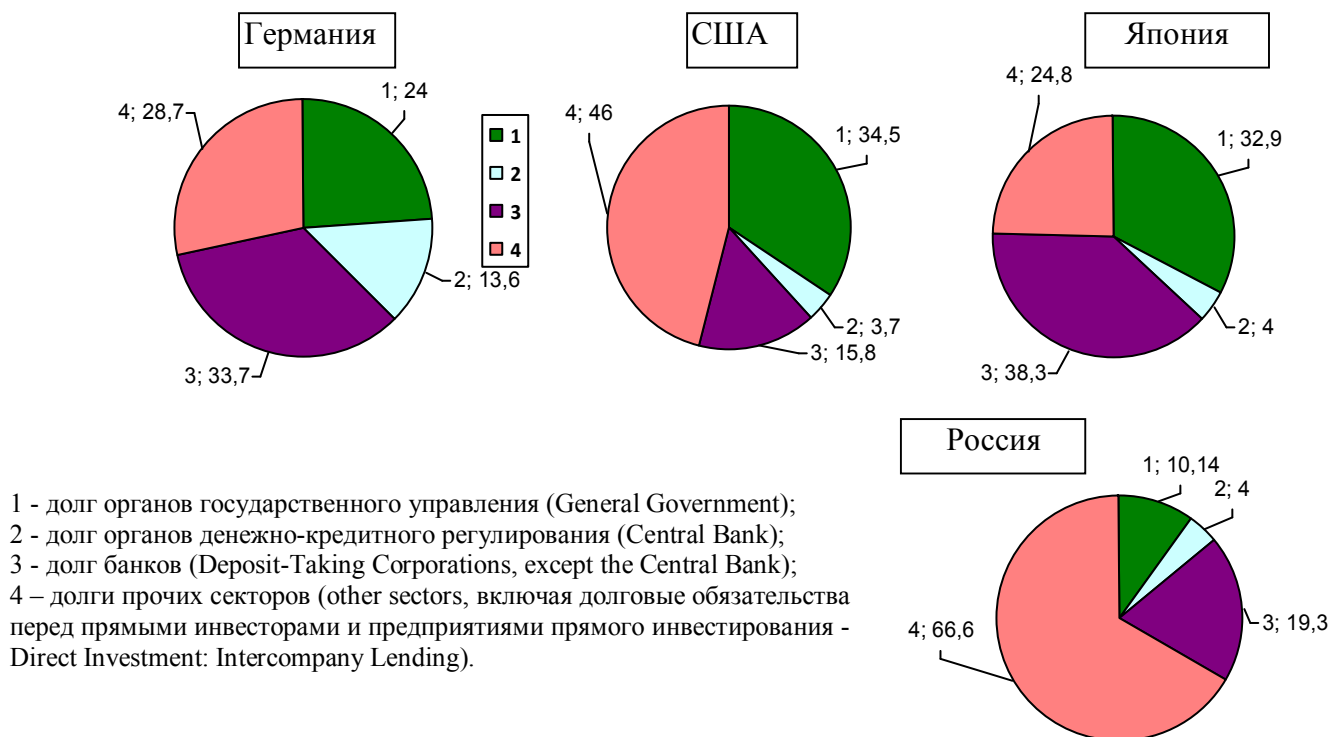 Германия
4; 28,7
1; 24
2; 13,6
3; 33,7
1
2
3
4
США
4; 46
1; 34,5
2; 3,7
3; 15,8
Япония
4; 24,8
1; 32,9
2; 4
3; 38,3
Россия
1; 10,14
2; 4
3; 19,3
4; 66,6
1 - долг органов государственного управления (General Government);
2 - долг органов денежно-кредитного регулирования (Central Bank);
3 - долг банков (Deposit-Taking Corporations, except the Central Bank);
4 – долги прочих секторов (other sectors, включая долговые обязательства
перед прямыми инвесторами и предприятиями прямого инвестирования -
Direct Investment: Intercompany Lending).